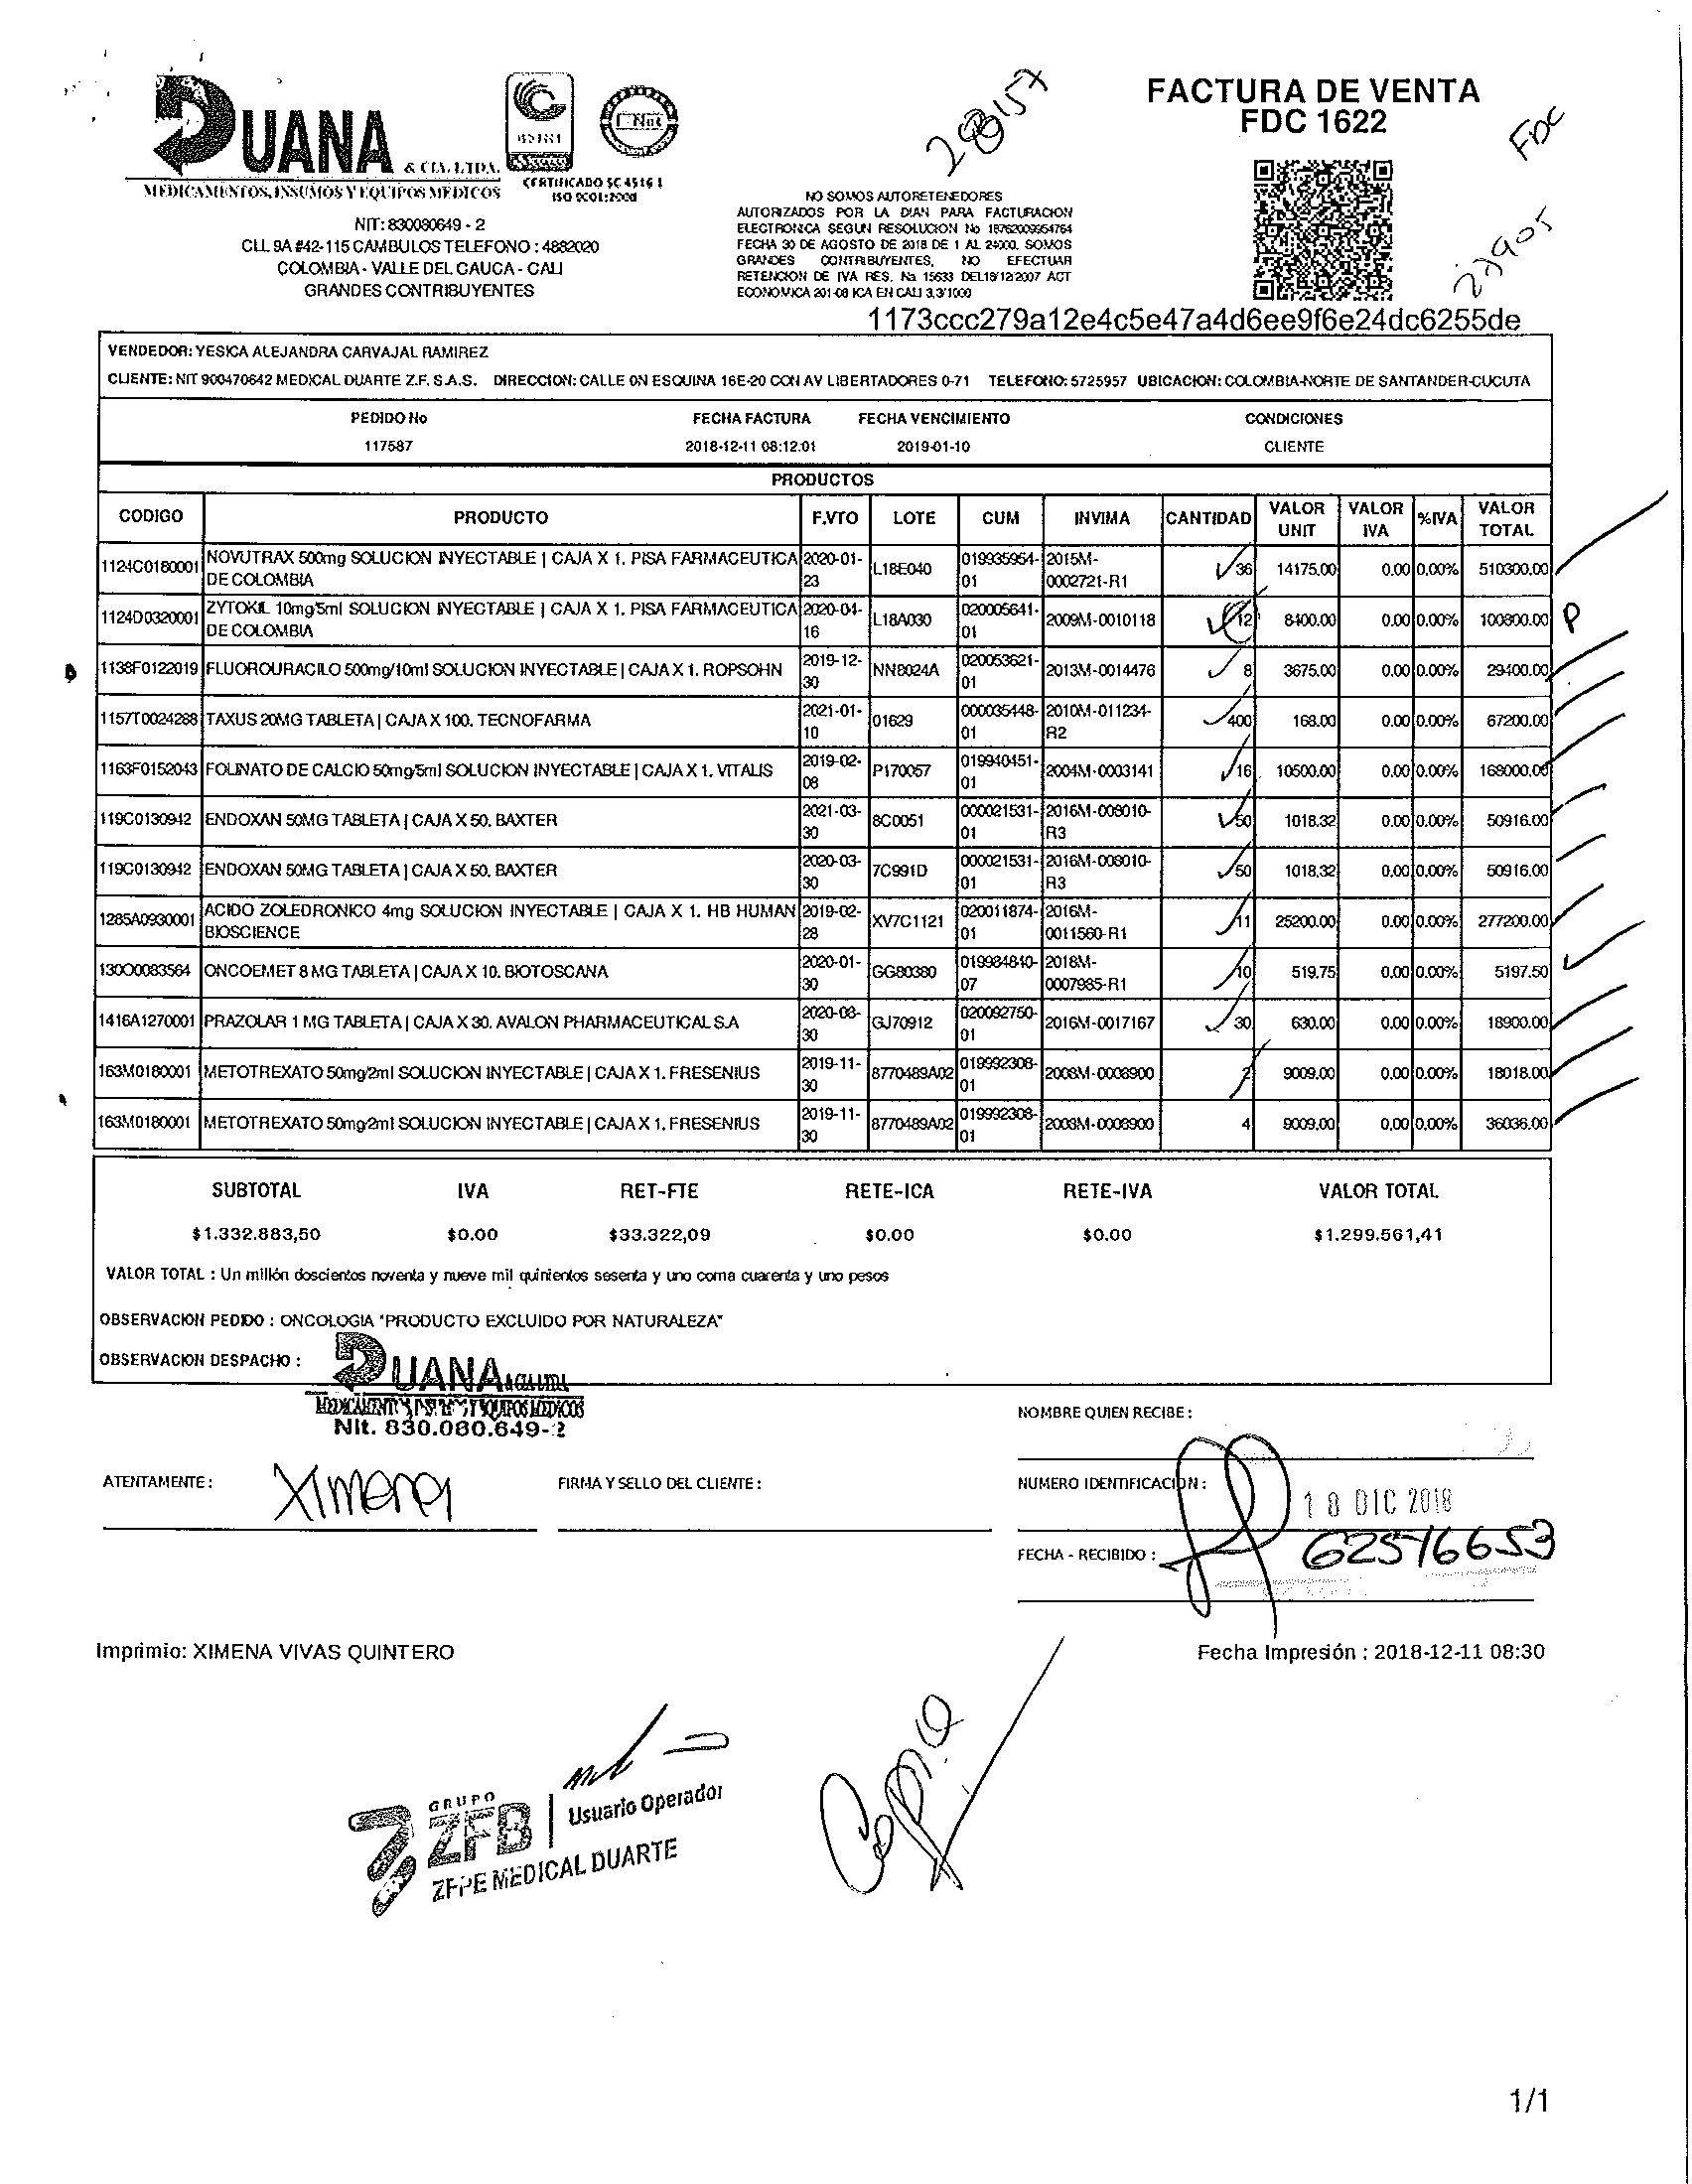 DUANA & CIA. LTDA.
MEDICAMENTOS, INSUMOS Y EQUIPOS MEDICOS
CERTIFICADO SC 4516 1
ISO 9001:2008
NIT: 830080649 - 2
CLL 9A #42-115 CAMBULOS TELEFONO : 4882020
COLOMBIA - VALLE DEL CAUCA - CALI
GRANDES CONTRIBUYENTES
28157
NO SOMOS AUTORETENEDORES
AUTORIZADOS POR LA DIAN PARA FACTURACION
ELECTRONICA SEGUN RESOLUCION No 18762009954764
FECHA 30 DE AGOSTO DE 2018 DE 1 AL 24000. SOMOS
GRANDES CONTRIBUYENTES, NO EFECTUAR
RETENCION DE IVA RES. No 15633 DEL18/12/2007 ACT
ECONOMICA 201-08 ICA EN CALI 3,3/1000
FACTURA DE VENTA
FDC 1622
FDC
27905
1173ccc279a12e4c5e47a4d6ee9f6e24dc6255de
VENDEDOR: YESICA ALEJANDRA CARVAJAL RAMIREZ
CLIENTE: NIT 900470642 MEDICAL DUARTE Z.F. S.A.S. DIRECCION: CALLE 0N ESQUINA 16E-20 CON AV LIBERTADORES 0-71 TELEFONO: 5725957 UBICACION: COLOMBIA-NORTE DE SANTANDER-CUCUTA
PEDIDO No FECHA FACTURA FECHA VENCIMIENTO CONDICIONES
117587 2018-12-11 08:12:01 2019-01-10 CLIENTE
PRODUCTOS
CODIGO PRODUCTO F.VTO LOTE CUM INVIMA CANTIDAD VALOR UNIT VALOR IVA %IVA VALOR TOTAL
1124C0180001 NOVUTRAX 500mg SOLUCION INYECTABLE | CAJA X 1. PISA FARMACEUTICA DE COLOMBIA 2020-01-23 L18E040 019935954-01 2015M-0002721-R1 36 14175.00 0.00 0.00% 510300.00
1124D0320001 ZYTOKIL 10mg/5ml SOLUCION INYECTABLE | CAJA X 1. PISA FARMACEUTICA DE COLOMBIA 2020-04-16 L18A030 020005641-01 2009M-0010118 12 8400.00 0.00 0.00% 100800.00 P
1138F0122019 FLUOROURACILO 500mg/10ml SOLUCION INYECTABLE | CAJA X 1. ROPSOHN 2019-12-30 NN8024A 020053621-01 2013M-0014476 8 3675.00 0.00 0.00% 29400.00
1157T0024288 TAXUS 20MG TABLETA | CAJA X 100. TECNOFARMA 2021-01-10 01629 000035448-01 2010M-011234-R2 400 168.00 0.00 0.00% 67200.00
1163F0152043 FOLINATO DE CALCIO 50mg/5ml SOLUCION INYECTABLE | CAJA X 1. VITALIS 2019-02-08 P170057 019940451-01 2004M-0003141 16 10500.00 0.00 0.00% 168000.00
119C0130942 ENDOXAN 50MG TABLETA | CAJA X 50. BAXTER 2021-03-30 8C0051 000021531-01 2016M-008010-R3 50 1018.32 0.00 0.00% 50916.00
119C0130942 ENDOXAN 50MG TABLETA | CAJA X 50. BAXTER 2020-03-30 7C991D 000021531-01 2016M-008010-R3 50 1018.32 0.00 0.00% 50916.00
1285A0930001 ACIDO ZOLEDRONICO 4mg SOLUCION INYECTABLE | CAJA X 1. HB HUMAN BIOSCIENCE 2019-02-28 XV7C1121 020011874-01 2016M-0011560-R1 11 25200.00 0.00 0.00% 277200.00
130O0083564 ONCOEMET 8 MG TABLETA | CAJA X 10. BIOTOSCANA 2020-01-30 GG80380 019984840-07 2018M-0007985-R1 10 519.75 0.00 0.00% 5197.50
1416A1270001 PRAZOLAR 1 MG TABLETA | CAJA X 30. AVALON PHARMACEUTICAL S.A 2020-08-30 GJ70912 020092750-01 2016M-0017167 30 630.00 0.00 0.00% 18900.00
163M0180001 METOTREXATO 50mg/2ml SOLUCION INYECTABLE | CAJA X 1. FRESENIUS 2019-11-30 8770489A02 019992308-01 2008M-0008900 2 9009.00 0.00 0.00% 18018.00
163M0180001 METOTREXATO 50mg/2ml SOLUCION INYECTABLE | CAJA X 1. FRESENIUS 2019-11-30 8770489A02 019992308-01 2008M-0008900 4 9009.00 0.00 0.00% 36036.00
SUBTOTAL IVA RET-FTE RETE-ICA RETE-IVA VALOR TOTAL
$1.332.883,50 $0.00 $33.322,09 $0.00 $0.00 $1.299.561,41
VALOR TOTAL : Un millón doscientos noventa y nueve mil quinientos sesenta y uno coma cuarenta y uno pesos
OBSERVACION PEDIDO : ONCOLOGIA "PRODUCTO EXCLUIDO POR NATURALEZA"
OBSERVACION DESPACHO :
DUANA & CIA LTDA.
MEDICAMENTOS, INSUMOS Y EQUIPOS MEDICOS
Nit. 830.080.649-2
NOMBRE QUIEN RECIBE :
ATENTAMENTE : Ximena
FIRMA Y SELLO DEL CLIENTE :
NUMERO IDENTIFICACION :
18 DIC 2018
FECHA - RECIBIDO :
62516653
Imprimio: XIMENA VIVAS QUINTERO
Fecha Impresión : 2018-12-11 08:30
GRUPO
ZFB
Usuario Operador
ZFPE MEDICAL DUARTE
Copia
1/1